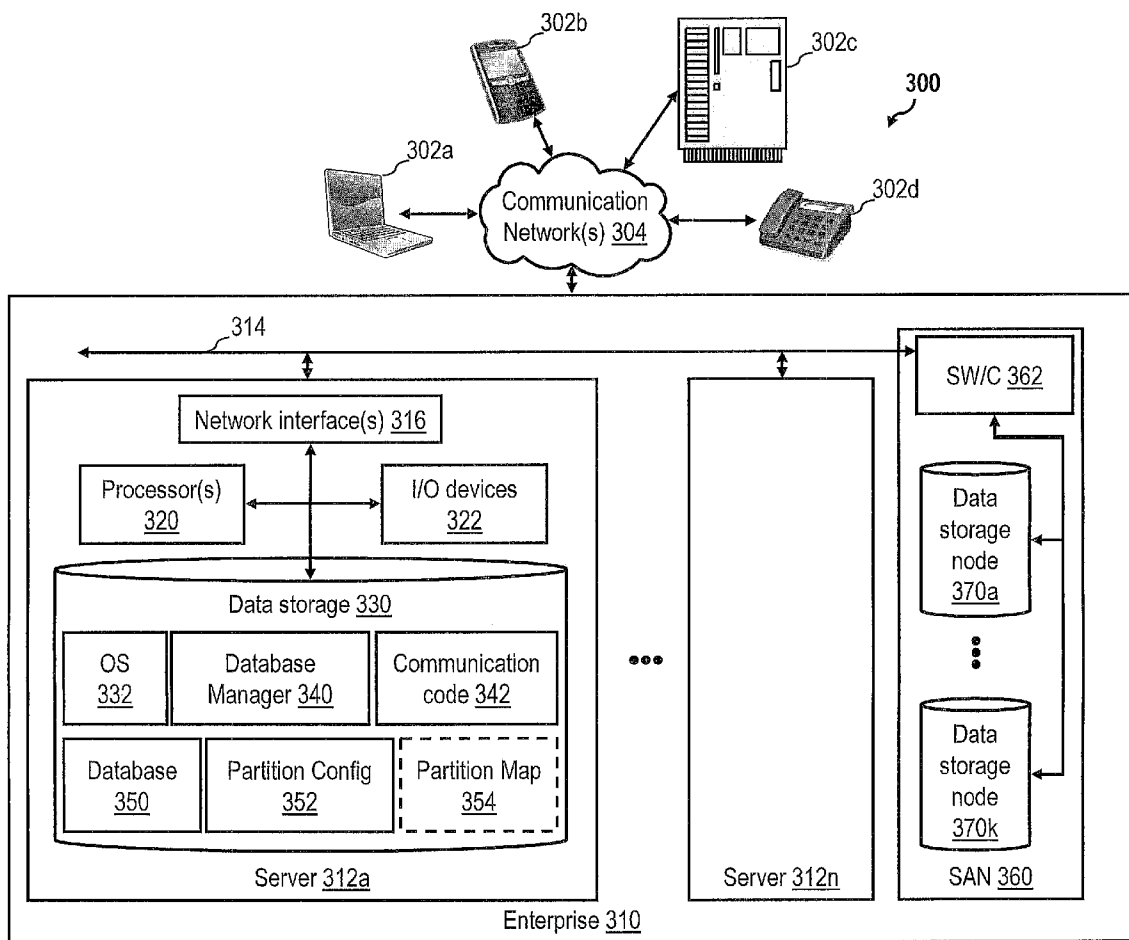 302b
302c
300
302a
302d
Communication
Network(s) 304
314
SW/C 362
Network interface(s) 316
Processor(s)
320
I/O devices
322
Data
storage
node
370a
Data storage 330
OS
332
Database
Manager 340
Communication
code 342
Database
350
Partition Config
352
Partition Map
354
Data
storage
node
370k
Server 312a
Server 312n
SAN 360
Enterprise 310